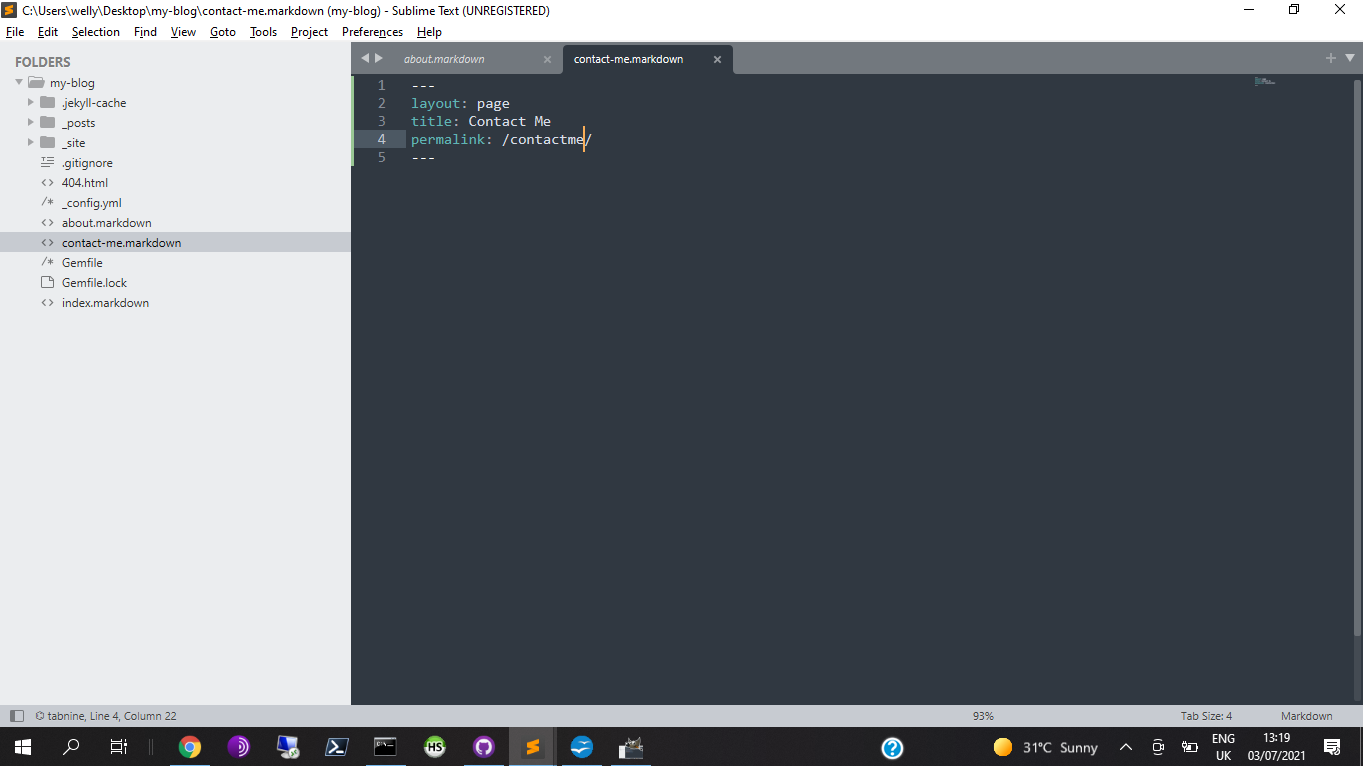 C:\Users\welly\Desktop\my-blog\contact-me.markdown (my-blog) - Sublime Text (UNREGISTERED)
File Edit Selection Find View Goto Tools Project Preferences Help
FOLDERS
my-blog
.jekyll-cache
_posts
_site
.gitignore
404.html
/* _config.yml
about.markdown
contact-me.markdown
/* Gemfile
Gemfile.lock
index.markdown
about.markdown contact-me.markdown
1 ---
2 layout: page
3 title: Contact Me
4 permalink: /contactme/
5 ---
tabnine, Line 4, Column 22 93% Tab Size: 4 Markdown
HS
31°C Sunny
ENG
UK
13:19
03/07/2021